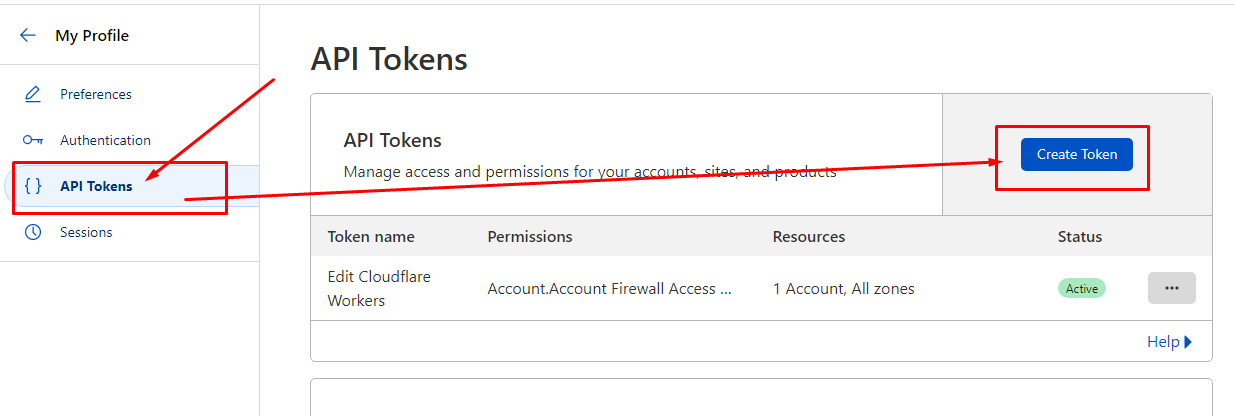 My Profile
Preferences
Authentication
{ } API Tokens
Sessions
API Tokens
API Tokens
Manage access and permissions for your accounts, sites, and products
Create Token
Token name Permissions Resources Status
Edit Cloudflare
Workers
Account.Account Firewall Access ... 1 Account, All zones Active ...
Help